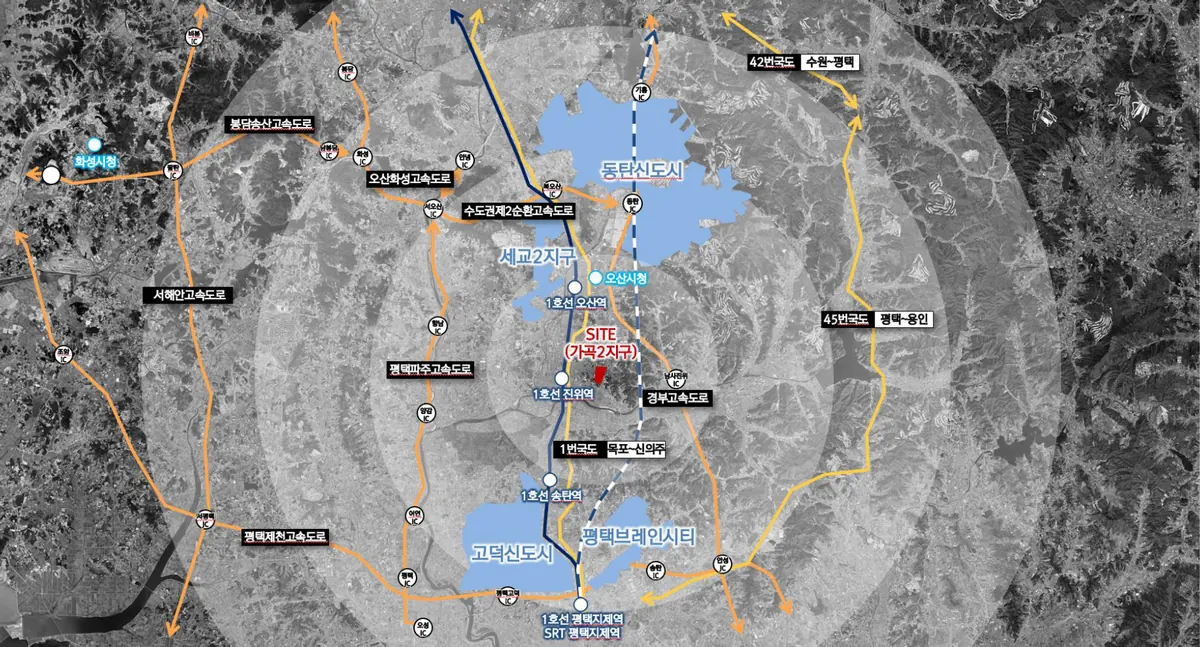 비봉
IC
봉담
IC
기흥
IC
42번국도 수원~평택
봉담송산고속도로
화성시청
남봉담
IC
화성
IC
안녕
IC
팔탄
IC
오산화성고속도로
동탄신도시
북오산
IC
서오산
IC
수도권제2순환고속도로
동탄
IC
세교2지구
오산시청
서해안고속도로
1호선 오산역
45번국도 평택~용인
향남
IC
SITE
(가곡2지구)
조암
IC
평택파주고속도로
남사진위
IC
1호선 진위역
경부고속도로
양감
IC
1번국도 목포~신의주
1호선 송탄역
서평택
IC
어연
IC
평택제천고속도로
고덕신도시
평택브레인시티
평택
IC
송탄
IC
안성
IC
평택고덕
IC
1호선 평택지제역
SRT 평택지제역
오성
IC